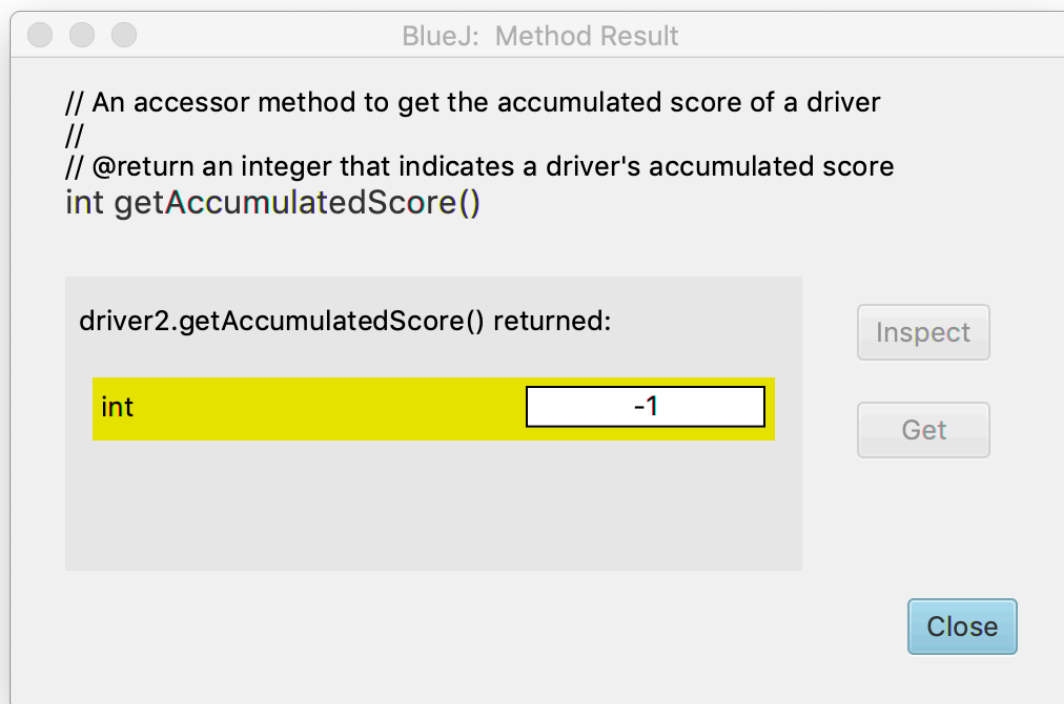 BlueJ:  Method Result
// An accessor method to get the accumulated score of a driver
//
// @return an integer that indicates a driver's accumulated score
int getAccumulatedScore()
driver2.getAccumulatedScore() returned:
Inspect
int
-1
Get
Close